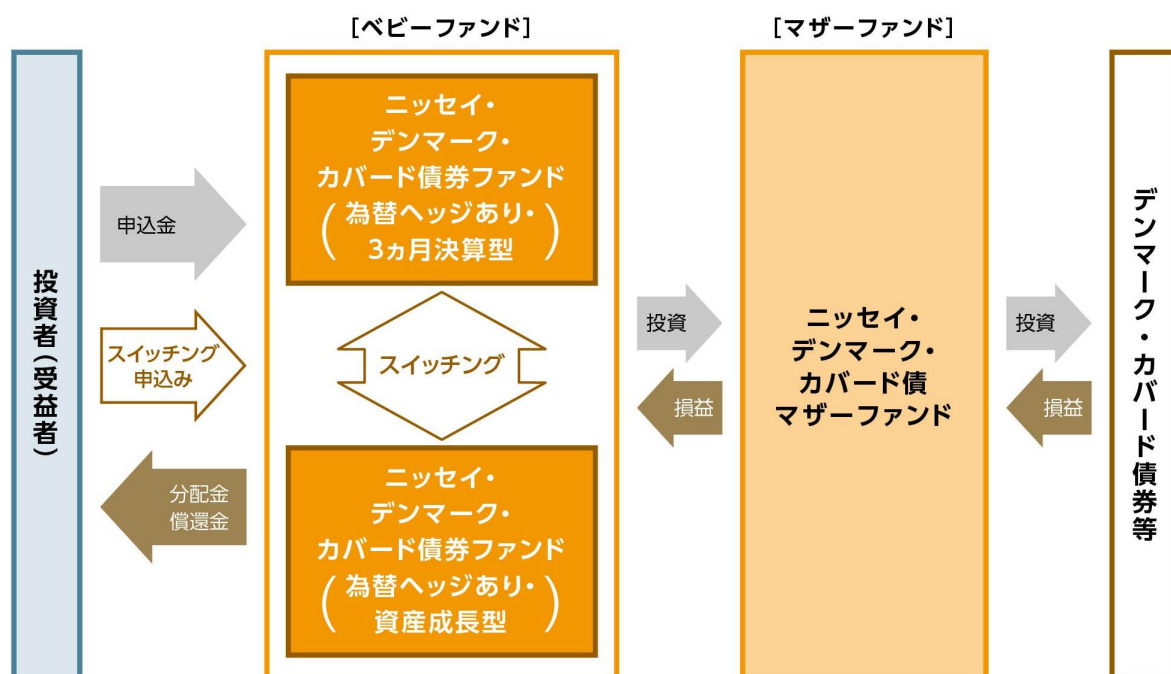 [ベビーファンド]
[マザーファンド]
投資者(受益者)
申込金
スイッチング
申込み
分配金
償還金
ニッセイ・
デンマーク・
カバード債券ファンド
(為替ヘッジあり・
3ヵ月決算型)
スイッチング
ニッセイ・
デンマーク・
カバード債券ファンド
(為替ヘッジあり・
資産成長型)
投資
損益
ニッセイ・
デンマーク・
カバード債
マザーファンド
投資
損益
デンマーク・カバード債券等